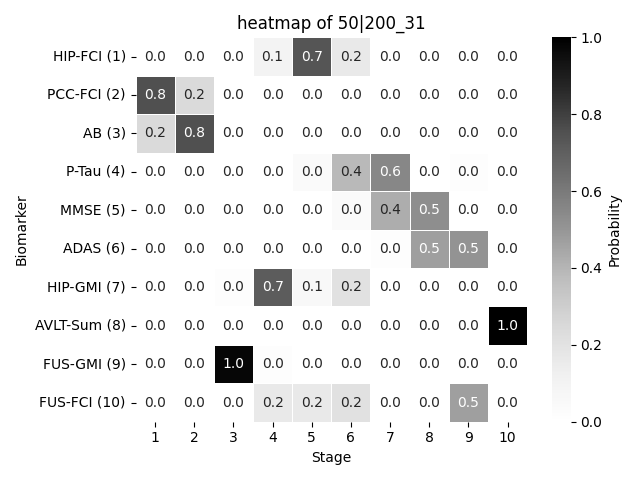 heatmap of 50|200_31
HIP-FCI (1) 0.0 0.0 0.0 0.1 0.7 0.2 0.0 0.0 0.0 0.0
PCC-FCI (2) 0.8 0.2 0.0 0.0 0.0 0.0 0.0 0.0 0.0 0.0
AB (3) 0.2 0.8 0.0 0.0 0.0 0.0 0.0 0.0 0.0 0.0
P-Tau (4) 0.0 0.0 0.0 0.0 0.0 0.4 0.6 0.0 0.0 0.0
MMSE (5) 0.0 0.0 0.0 0.0 0.0 0.0 0.4 0.5 0.0 0.0
ADAS (6) 0.0 0.0 0.0 0.0 0.0 0.0 0.0 0.5 0.5 0.0
HIP-GMI (7) 0.0 0.0 0.0 0.7 0.1 0.2 0.0 0.0 0.0 0.0
AVLT-Sum (8) 0.0 0.0 0.0 0.0 0.0 0.0 0.0 0.0 0.0 1.0
FUS-GMI (9) 0.0 0.0 1.0 0.0 0.0 0.0 0.0 0.0 0.0 0.0
FUS-FCI (10) 0.0 0.0 0.0 0.2 0.2 0.2 0.0 0.0 0.5 0.0
1 2 3 4 5 6 7 8 9 10
Stage
Biomarker
1.0
0.8
0.6
0.4
0.2
0.0
Probability